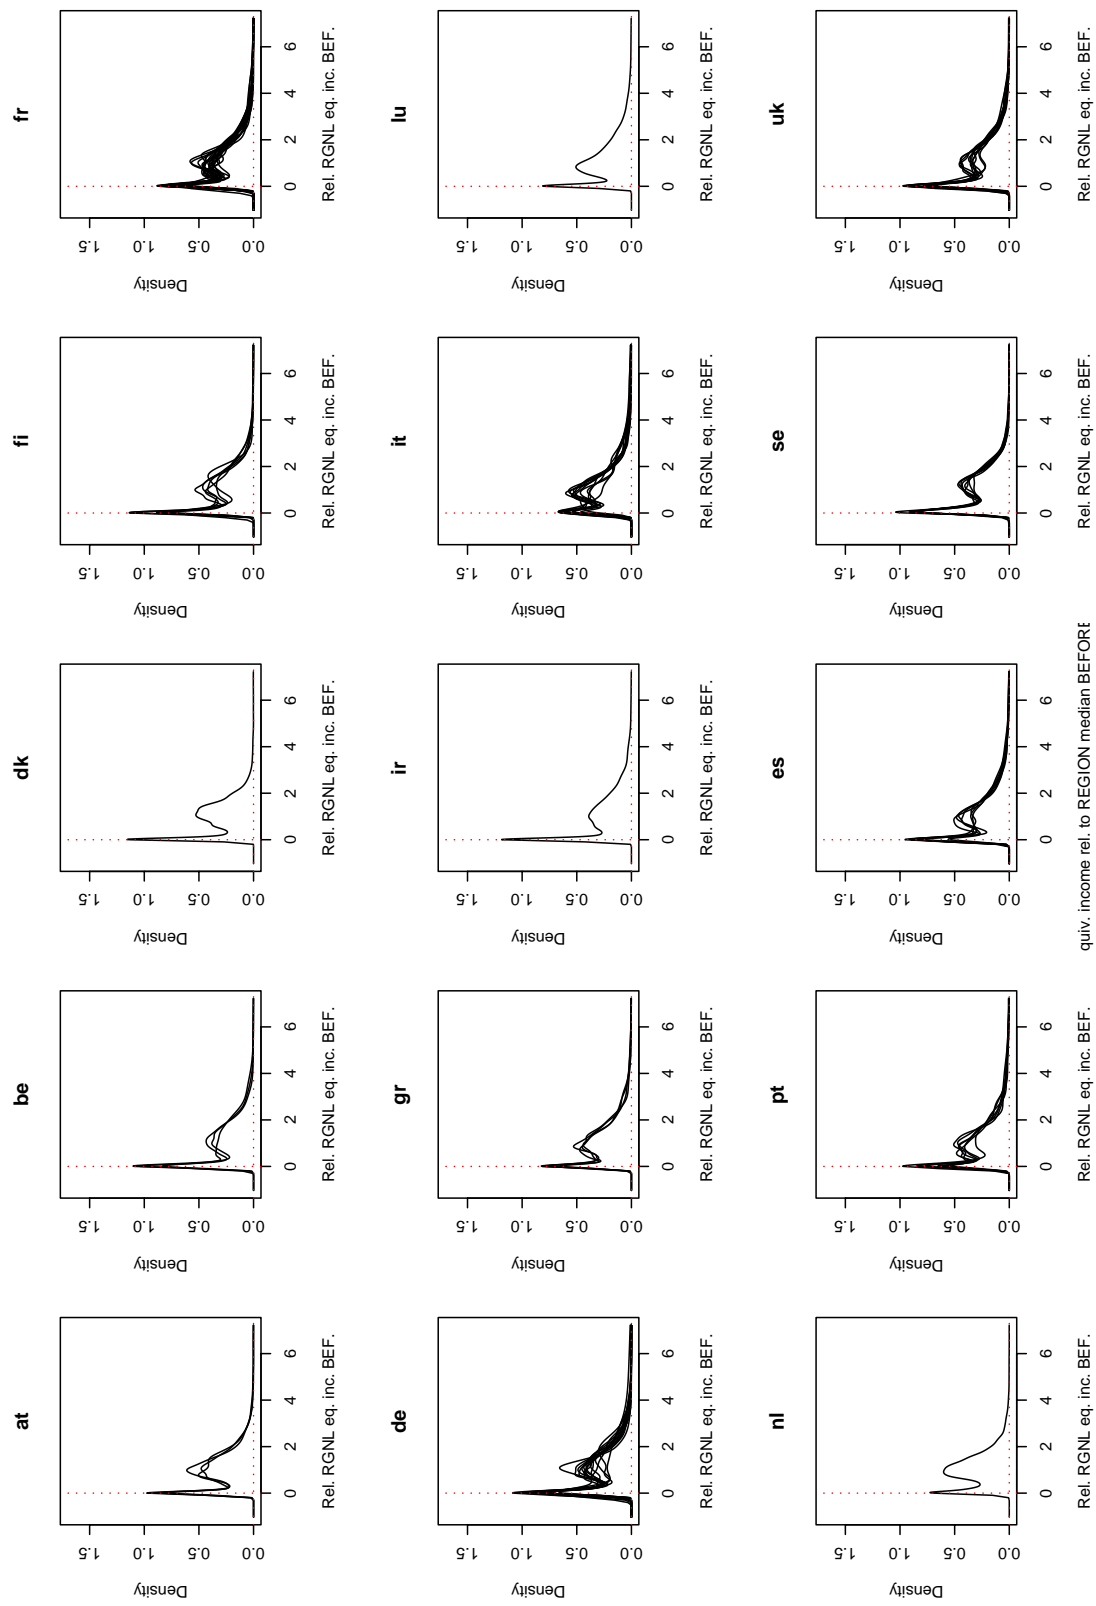 at
Density
0.0 0.5 1.0 1.5
0 2 4 6
Rel. RGNL eq. inc. BEF.
be
Density
0.0 0.5 1.0 1.5
0 2 4 6
Rel. RGNL eq. inc. BEF.
dk
Density
0.0 0.5 1.0 1.5
0 2 4 6
Rel. RGNL eq. inc. BEF.
fi
Density
0.0 0.5 1.0 1.5
0 2 4 6
Rel. RGNL eq. inc. BEF.
fr
Density
0.0 0.5 1.0 1.5
0 2 4 6
Rel. RGNL eq. inc. BEF.
de
Density
0.0 0.5 1.0 1.5
0 2 4 6
Rel. RGNL eq. inc. BEF.
gr
Density
0.0 0.5 1.0 1.5
0 2 4 6
Rel. RGNL eq. inc. BEF.
ir
Density
0.0 0.5 1.0 1.5
0 2 4 6
Rel. RGNL eq. inc. BEF.
it
Density
0.0 0.5 1.0 1.5
0 2 4 6
Rel. RGNL eq. inc. BEF.
lu
Density
0.0 0.5 1.0 1.5
0 2 4 6
Rel. RGNL eq. inc. BEF.
nl
Density
0.0 0.5 1.0 1.5
0 2 4 6
Rel. RGNL eq. inc. BEF.
pt
Density
0.0 0.5 1.0 1.5
0 2 4 6
Rel. RGNL eq. inc. BEF.
es
Density
0.0 0.5 1.0 1.5
0 2 4 6
quiv. income rel. to REGION median BEFORE
se
Density
0.0 0.5 1.0 1.5
0 2 4 6
Rel. RGNL eq. inc. BEF.
uk
Density
0.0 0.5 1.0 1.5
0 2 4 6
Rel. RGNL eq. inc. BEF.